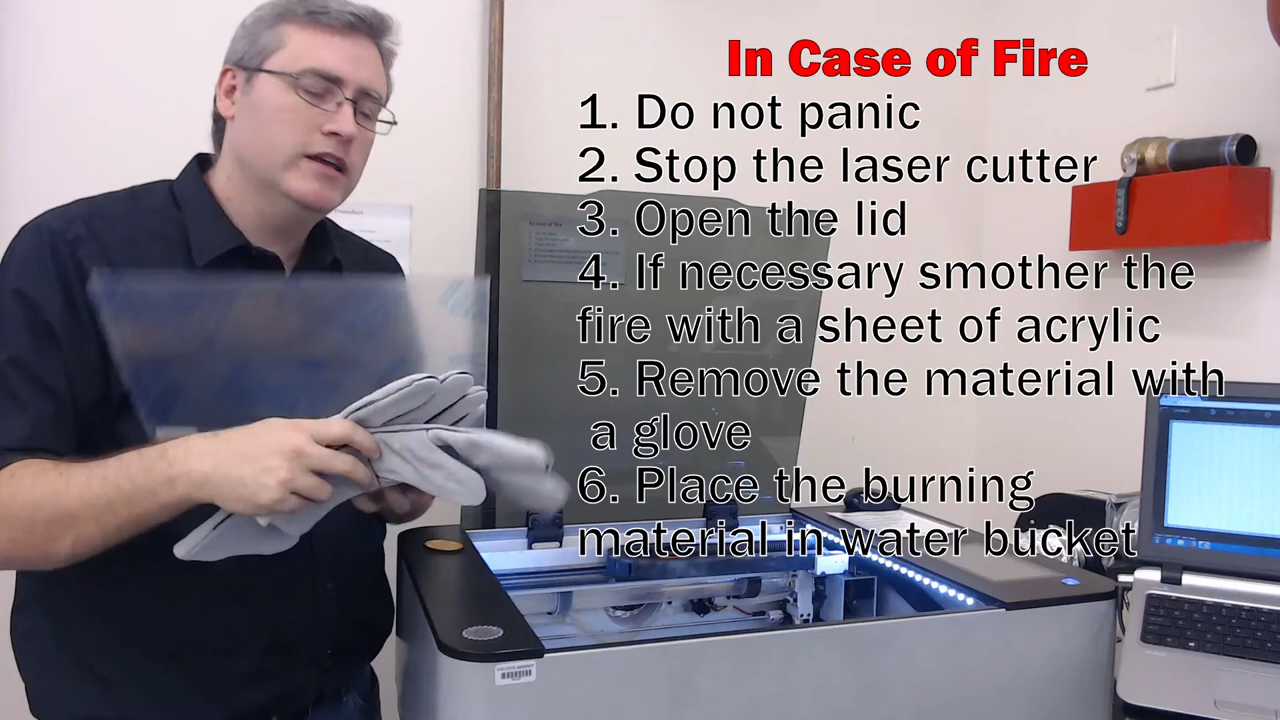 In Case of Fire
1. Do not panic
2. Stop the laser cutter
3. Open the lid
4. If necessary smother the
fire with a sheet of acrylic
5. Remove the material with
a glove
6. Place the burning
material in water bucket